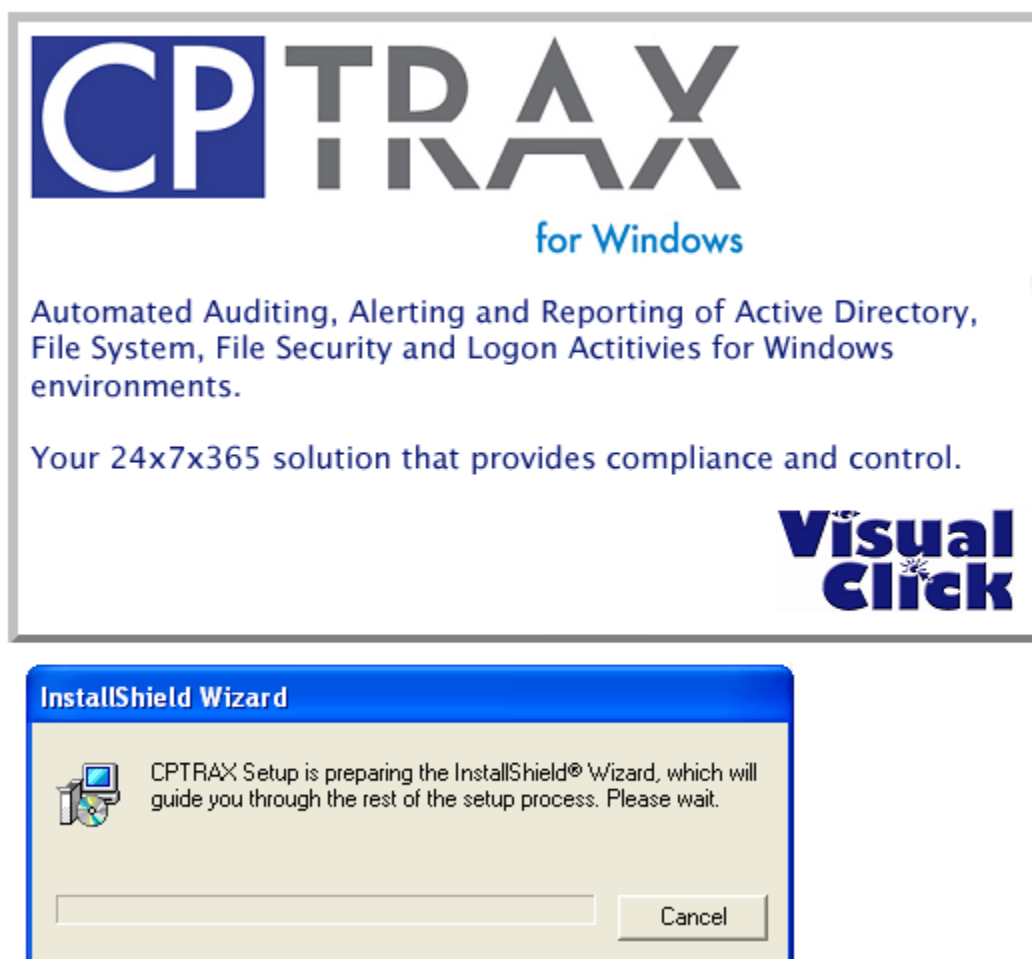 CPTRAX
for Windows
Automated Auditing, Alerting and Reporting of Active Directory,
File System, File Security and Logon Actitivies for Windows
environments.
Your 24x7x365 solution that provides compliance and control.
Visual
Click
InstallShield Wizard
CPTRAX Setup is preparing the InstallShield® Wizard, which will
guide you through the rest of the setup process. Please wait.
Cancel